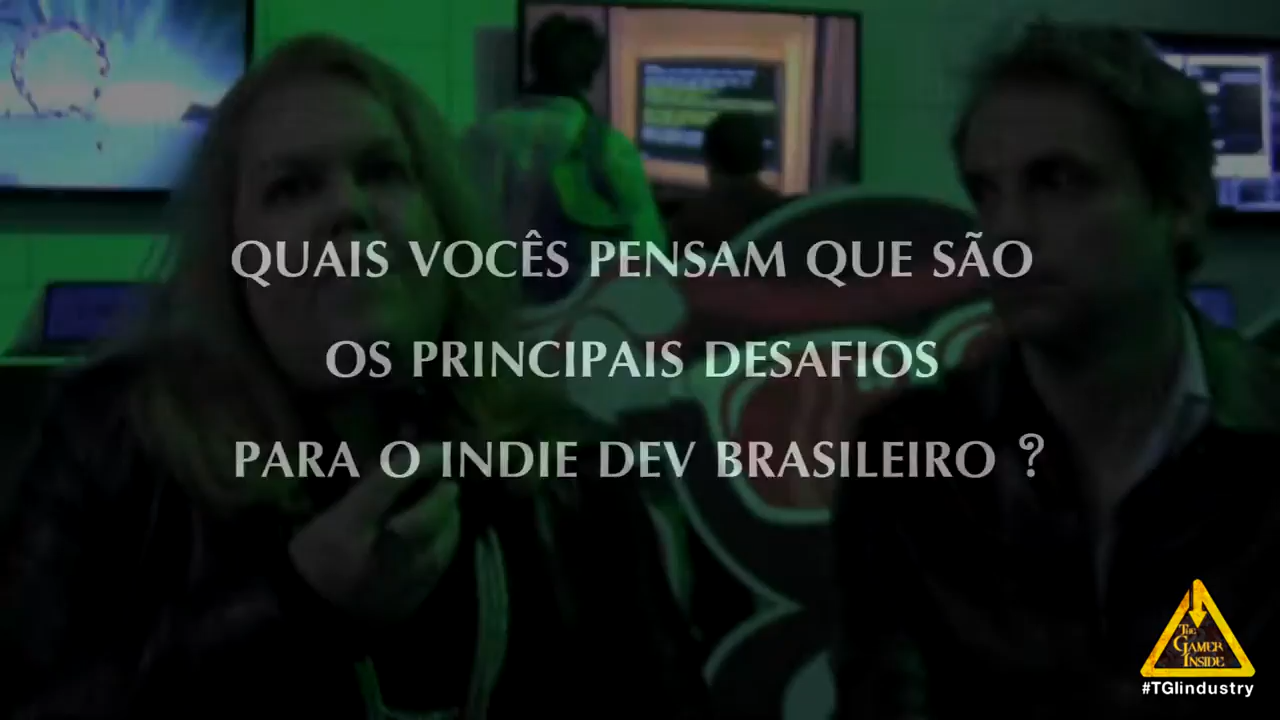 QUAIS VOCÊS PENSAM QUE SÃO
OS PRINCIPAIS DESAFIOS
PARA O INDIE DEV BRASILEIRO ?
THE
GAMER
INSIDE
#TGIindustry